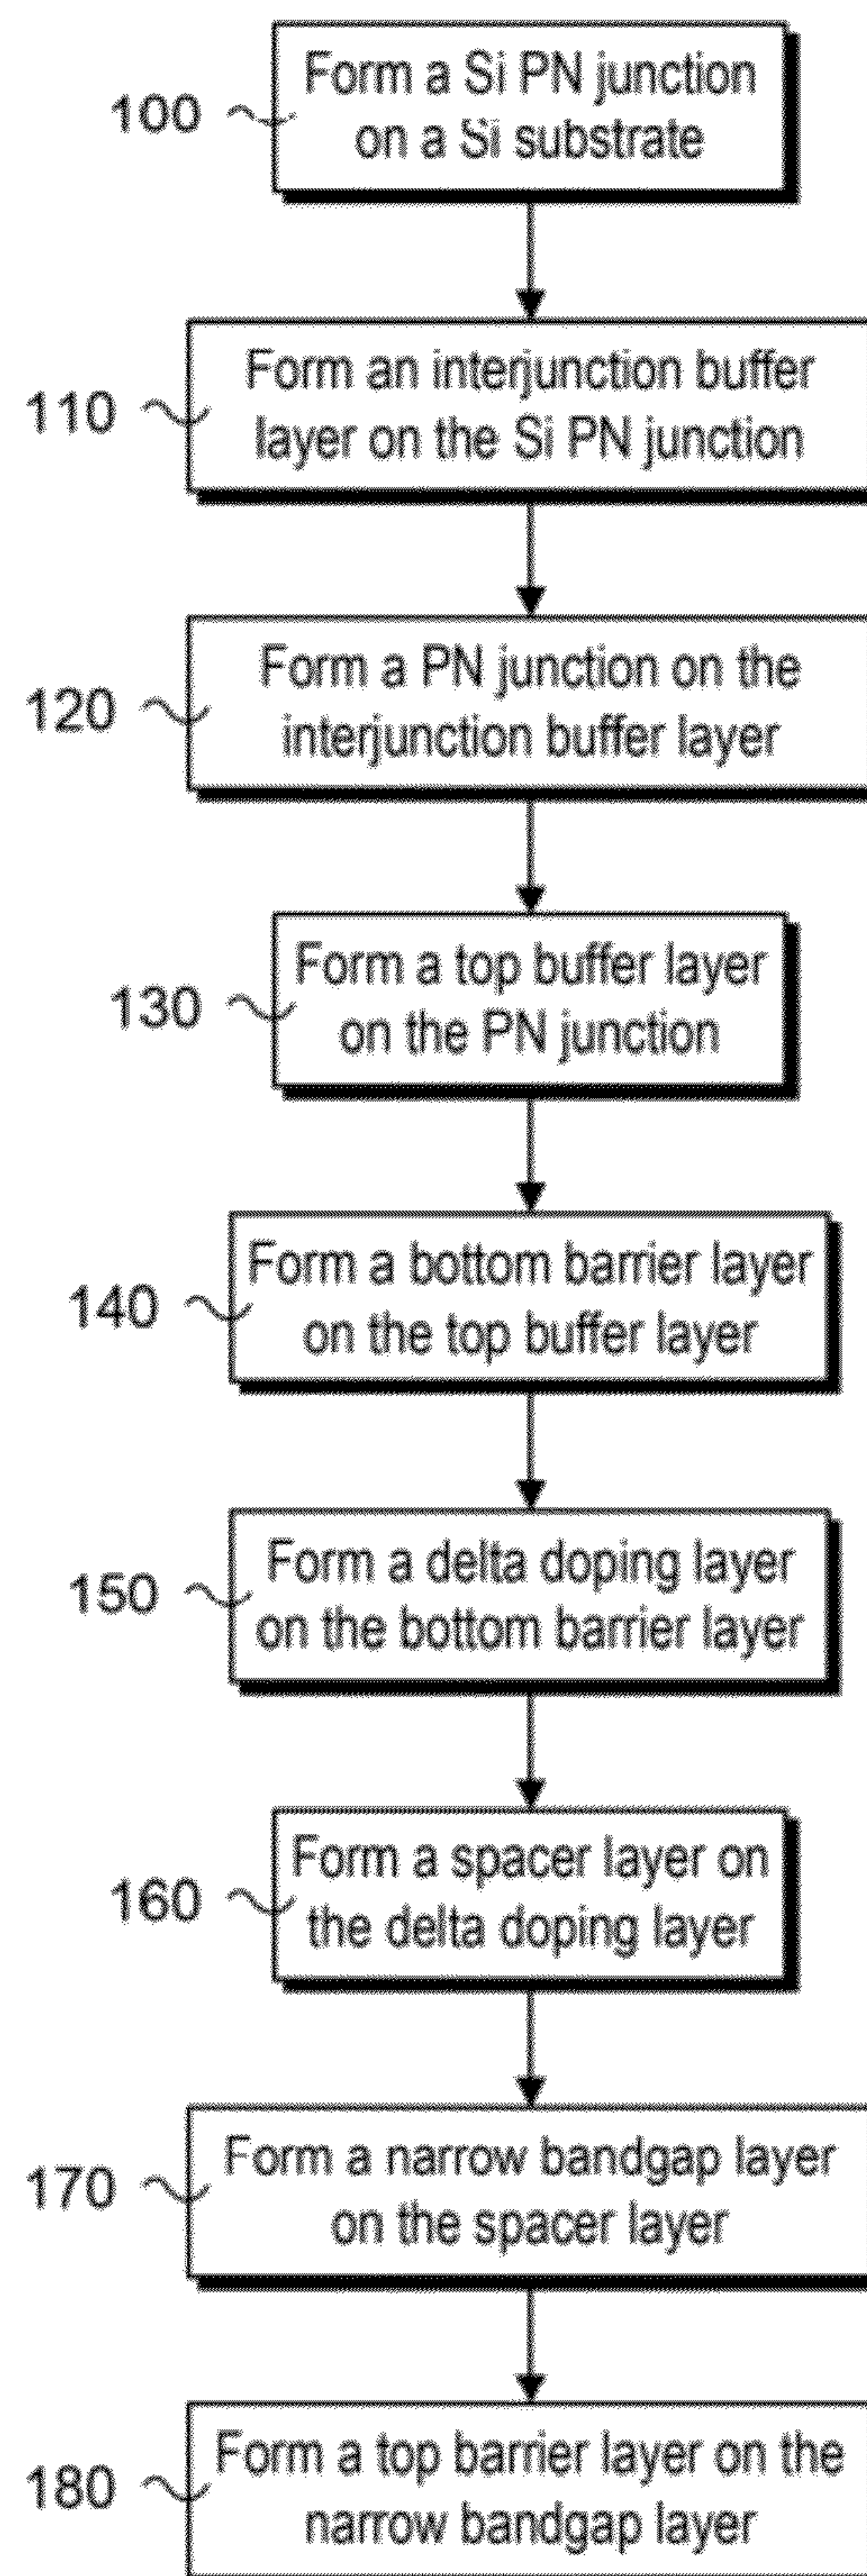 100
Form a Si PN junction
on a Si substrate
110
Form an interjunction buffer
layer on the Si PN junction
120
Form a PN junction on the
interjunction buffer layer
130
Form a top buffer layer
on the PN junction
140
Form a bottom barrier layer
on the top buffer layer
150
Form a delta doping layer
on the bottom barrier layer
160
Form a spacer layer on
the delta doping layer
170
Form a narrow bandgap layer
on the spacer layer
180
Form a top barrier layer on the
narrow bandgap layer